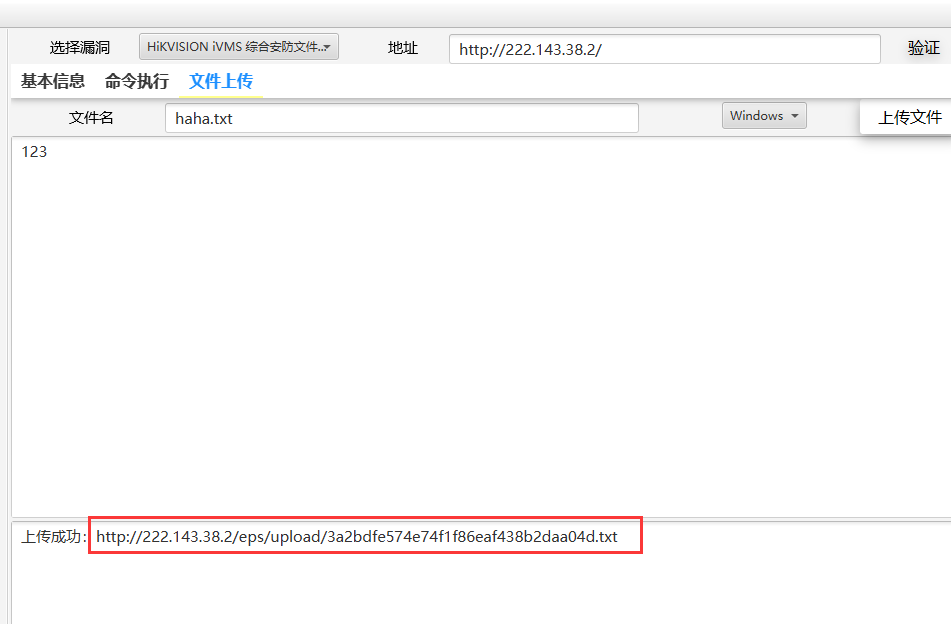 选择漏洞 HiKVISION iVMS 综合安防文件... 地址 http://222.143.38.2/ 验证
基本信息 命令执行 文件上传
文件名 haha.txt Windows 上传文件
123
上传成功: http://222.143.38.2/eps/upload/3a2bdfe574e74f1f86eaf438b2daa04d.txt